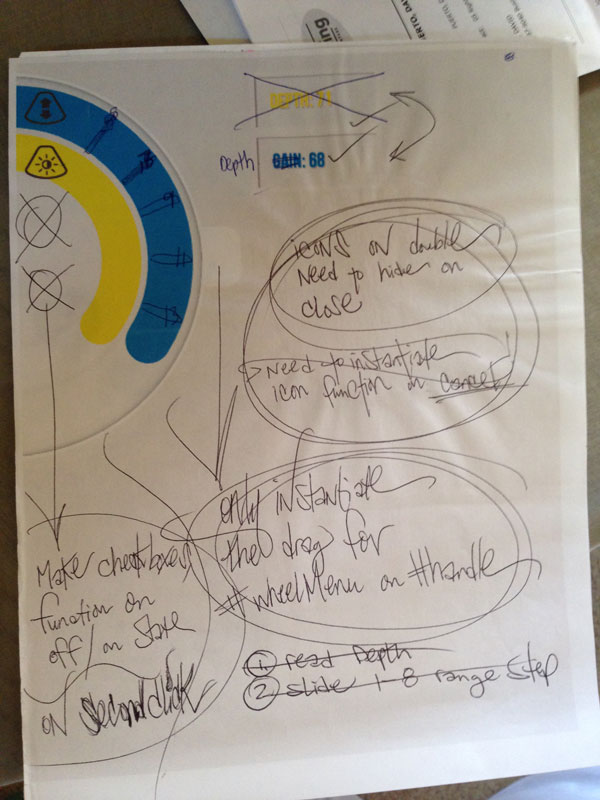 DEPTH: 77
Depth GAIN: 68
icons on double
need to hide on
close
> need to instantiate
icon function on cancel
only instantiate
the drag for
#wheelMenu on #handle
Make checkboxes
function on
off/on state
on second click
① read Depth
② slide 1-8 range step